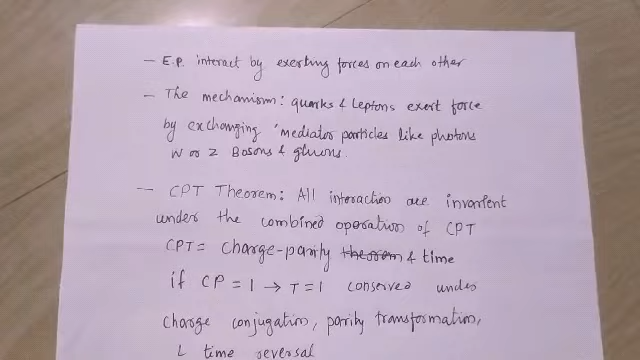 - E.P. interact by exerting forces on each other
- The mechanism: quarks & Leptons exert force
by exchanging 'mediator particles like photons
W or Z Bosons & gluons.
- CPT Theorem: All interaction are invarient
under the combined operation of CPT
CPT = charge-parity theorem & time
if CP = 1 → T = 1 conserved under
charge conjugation, parity transformation,
& time reversal